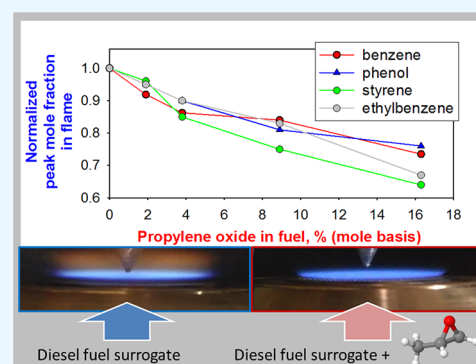 benzene
phenol
styrene
ethylbenzene
Normalized
peak mole fraction
in flame
1.0
0.9
0.8
0.7
0.6
0 2 4 6 8 10 12 14 16 18
Propylene oxide in fuel, % (mole basis)
Diesel fuel surrogate
Diesel fuel surrogate +